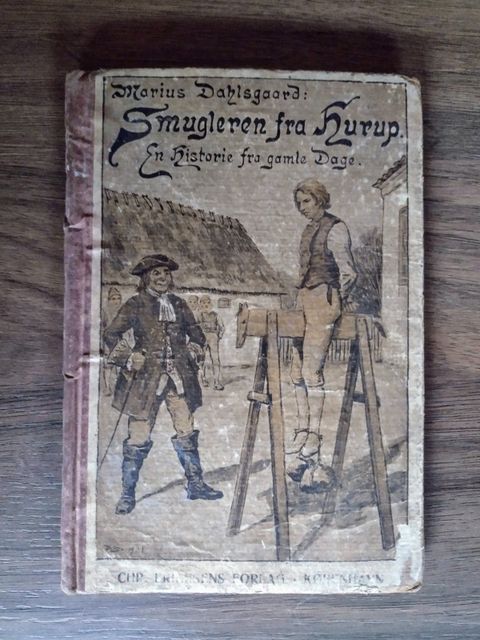 Marius Dahlsgaard:
Smugleren fra Hurup.
En Historie fra gamle Dage.
CHR. ERICHSENS FORLAG · KØBENHAVN